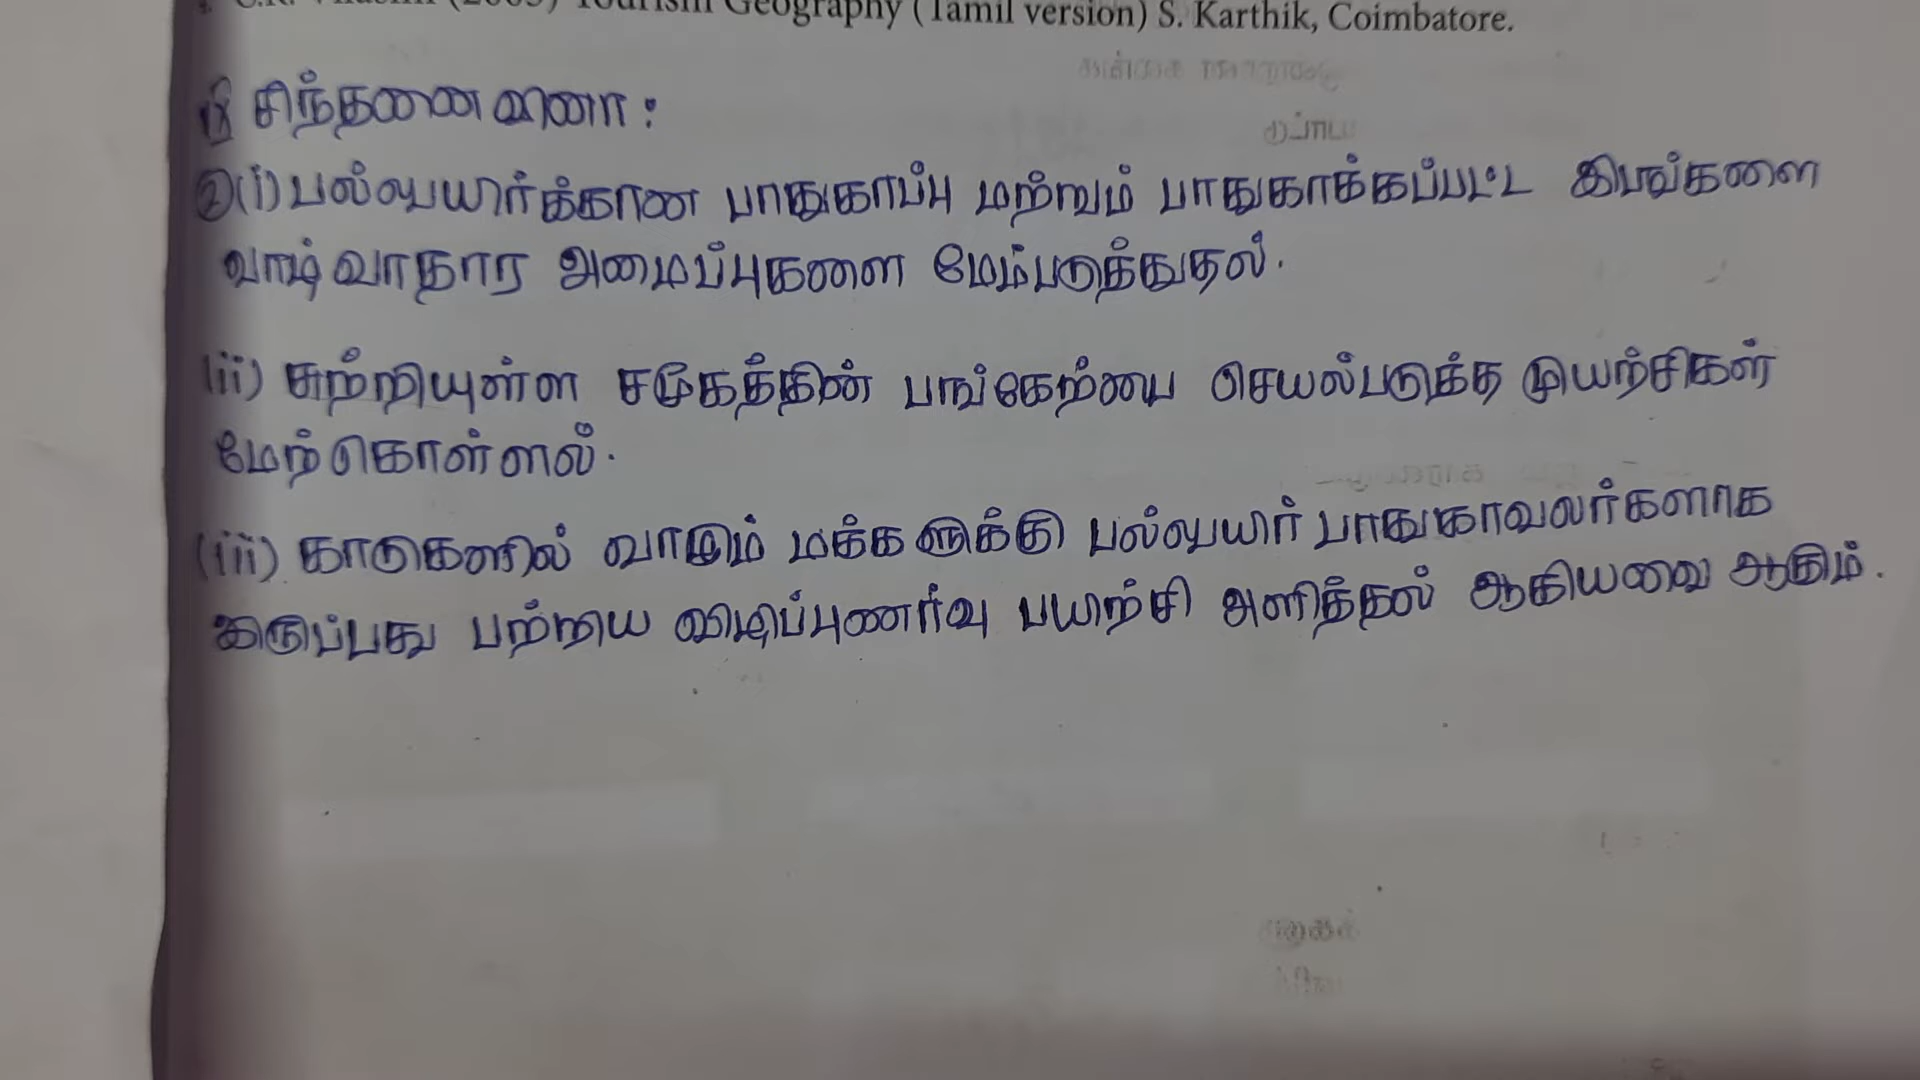 Tourism Geography (Tamil version) S. Karthik, Coimbatore.
சிந்தனை வினா :
②(i) பல்லுயிர்க்கான பாதுகாப்பு மற்றும் பாதுகாக்கப்பட்ட இடங்களை
வாழ்வாதார அமைப்புகளை மேம்படுத்துதல்.
(ii) சுற்றியுள்ள சமூகத்தின் பங்கேற்பை செயல்படுத்த முயற்சிகள்
மேற்கொள்ளல்.
(iii) காடுகளில் வாழும் மக்களுக்கு பல்லுயிர் பாதுகாவலர்களாக
இருப்பது பற்றிய விழிப்புணர்வு பயிற்சி அளித்தல் ஆகியவை ஆகும்.